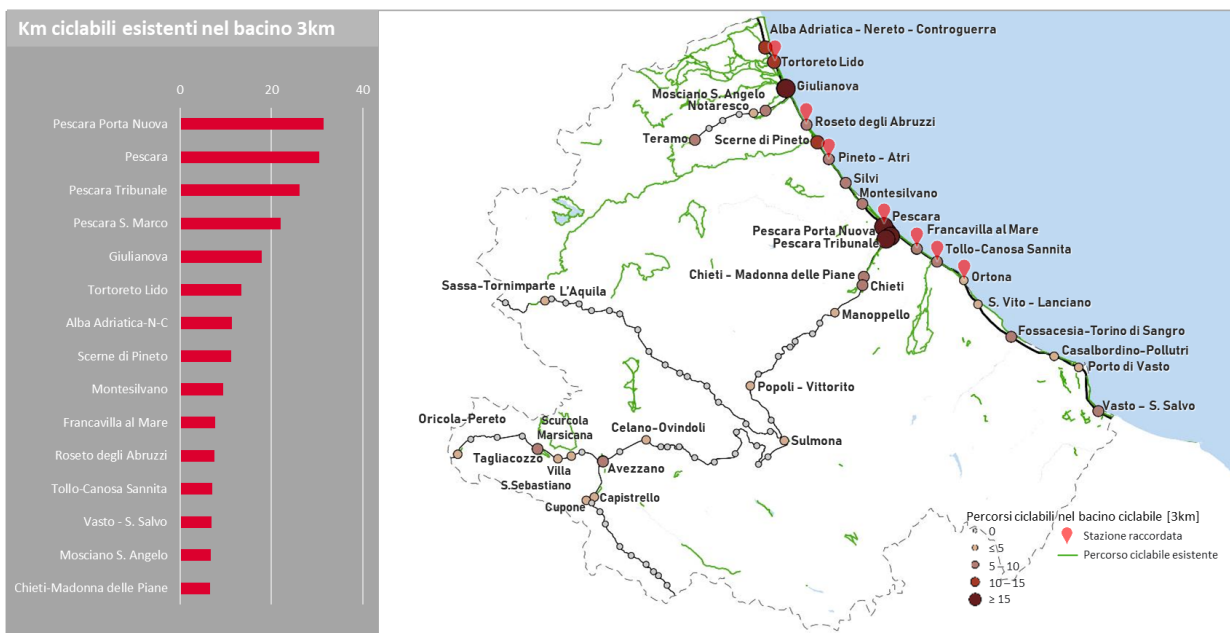 Km ciclabili esistenti nel bacino 3km
0
20
40
Pescara Porta Nuova
Pescara
Pescara Tribunale
Pescara S. Marco
Giulianova
Tortoreto Lido
Alba Adriatica-N-C
Scerne di Pineto
Montesilvano
Francavilla al Mare
Roseto degli Abruzzi
Tollo-Canosa Sannita
Vasto - S. Salvo
Mosciano S. Angelo
Chieti-Madonna delle Piane
Alba Adriatica - Nereto - Controguerra
Tortoreto Lido
Giulianova
Mosciano S. Angelo
Notaresco
Roseto degli Abruzzi
Teramo
Scerne di Pineto
Pineto - Atri
Silvi
Montesilvano
Pescara
Pescara Porta Nuova
Pescara Tribunale
Francavilla al Mare
Tollo-Canosa Sannita
Chieti - Madonna delle Piane
Chieti
Ortona
Sassa-Tornimparte
L'Aquila
S. Vito - Lanciano
Manoppello
Fossacesia-Torino di Sangro
Casalbordino-Pollutri
Porto di Vasto
Popoli - Vittorito
Vasto - S. Salvo
Oricola-Pereto
Scurcola
Marsicana
Celano-Ovindoli
Sulmona
Tagliacozzo
Villa
S.Sebastiano
Avezzano
Capistrello
Cupone
Percorsi ciclabili nel bacino ciclabile [3km]
0
≤ 5
5 – 10
10 – 15
≥ 15
Stazione raccordata
Percorso ciclabile esistente